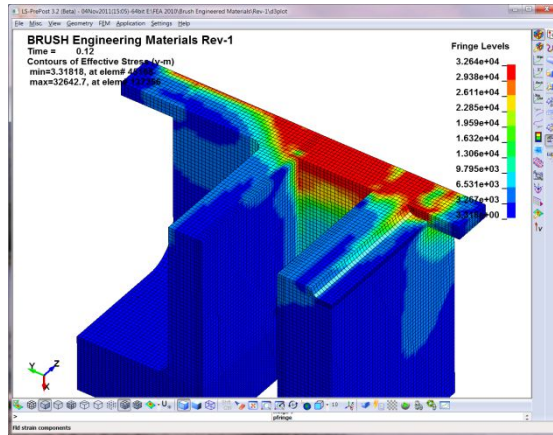 LS-PrePost 3.2 (Beta) - 04Nov2011(15:05)-64bit E:\FEA 2010\Brush Engineered Materials\Rev-1\d3plot
File Misc. View Geometry FEM Application Settings Help
BRUSH Engineering Materials Rev-1
Time = 0.12
Contours of Effective Stress (v-m)
min=3.31818, at elem#
max=32642.7, at elem#
Fringe Levels
3.264e+04
2.938e+04
2.611e+04
2.285e+04
1.959e+04
1.632e+04
1.306e+04
9.795e+03
6.531e+03
3.267e+03
Y Z
X
>
pfringe
Fld strain components